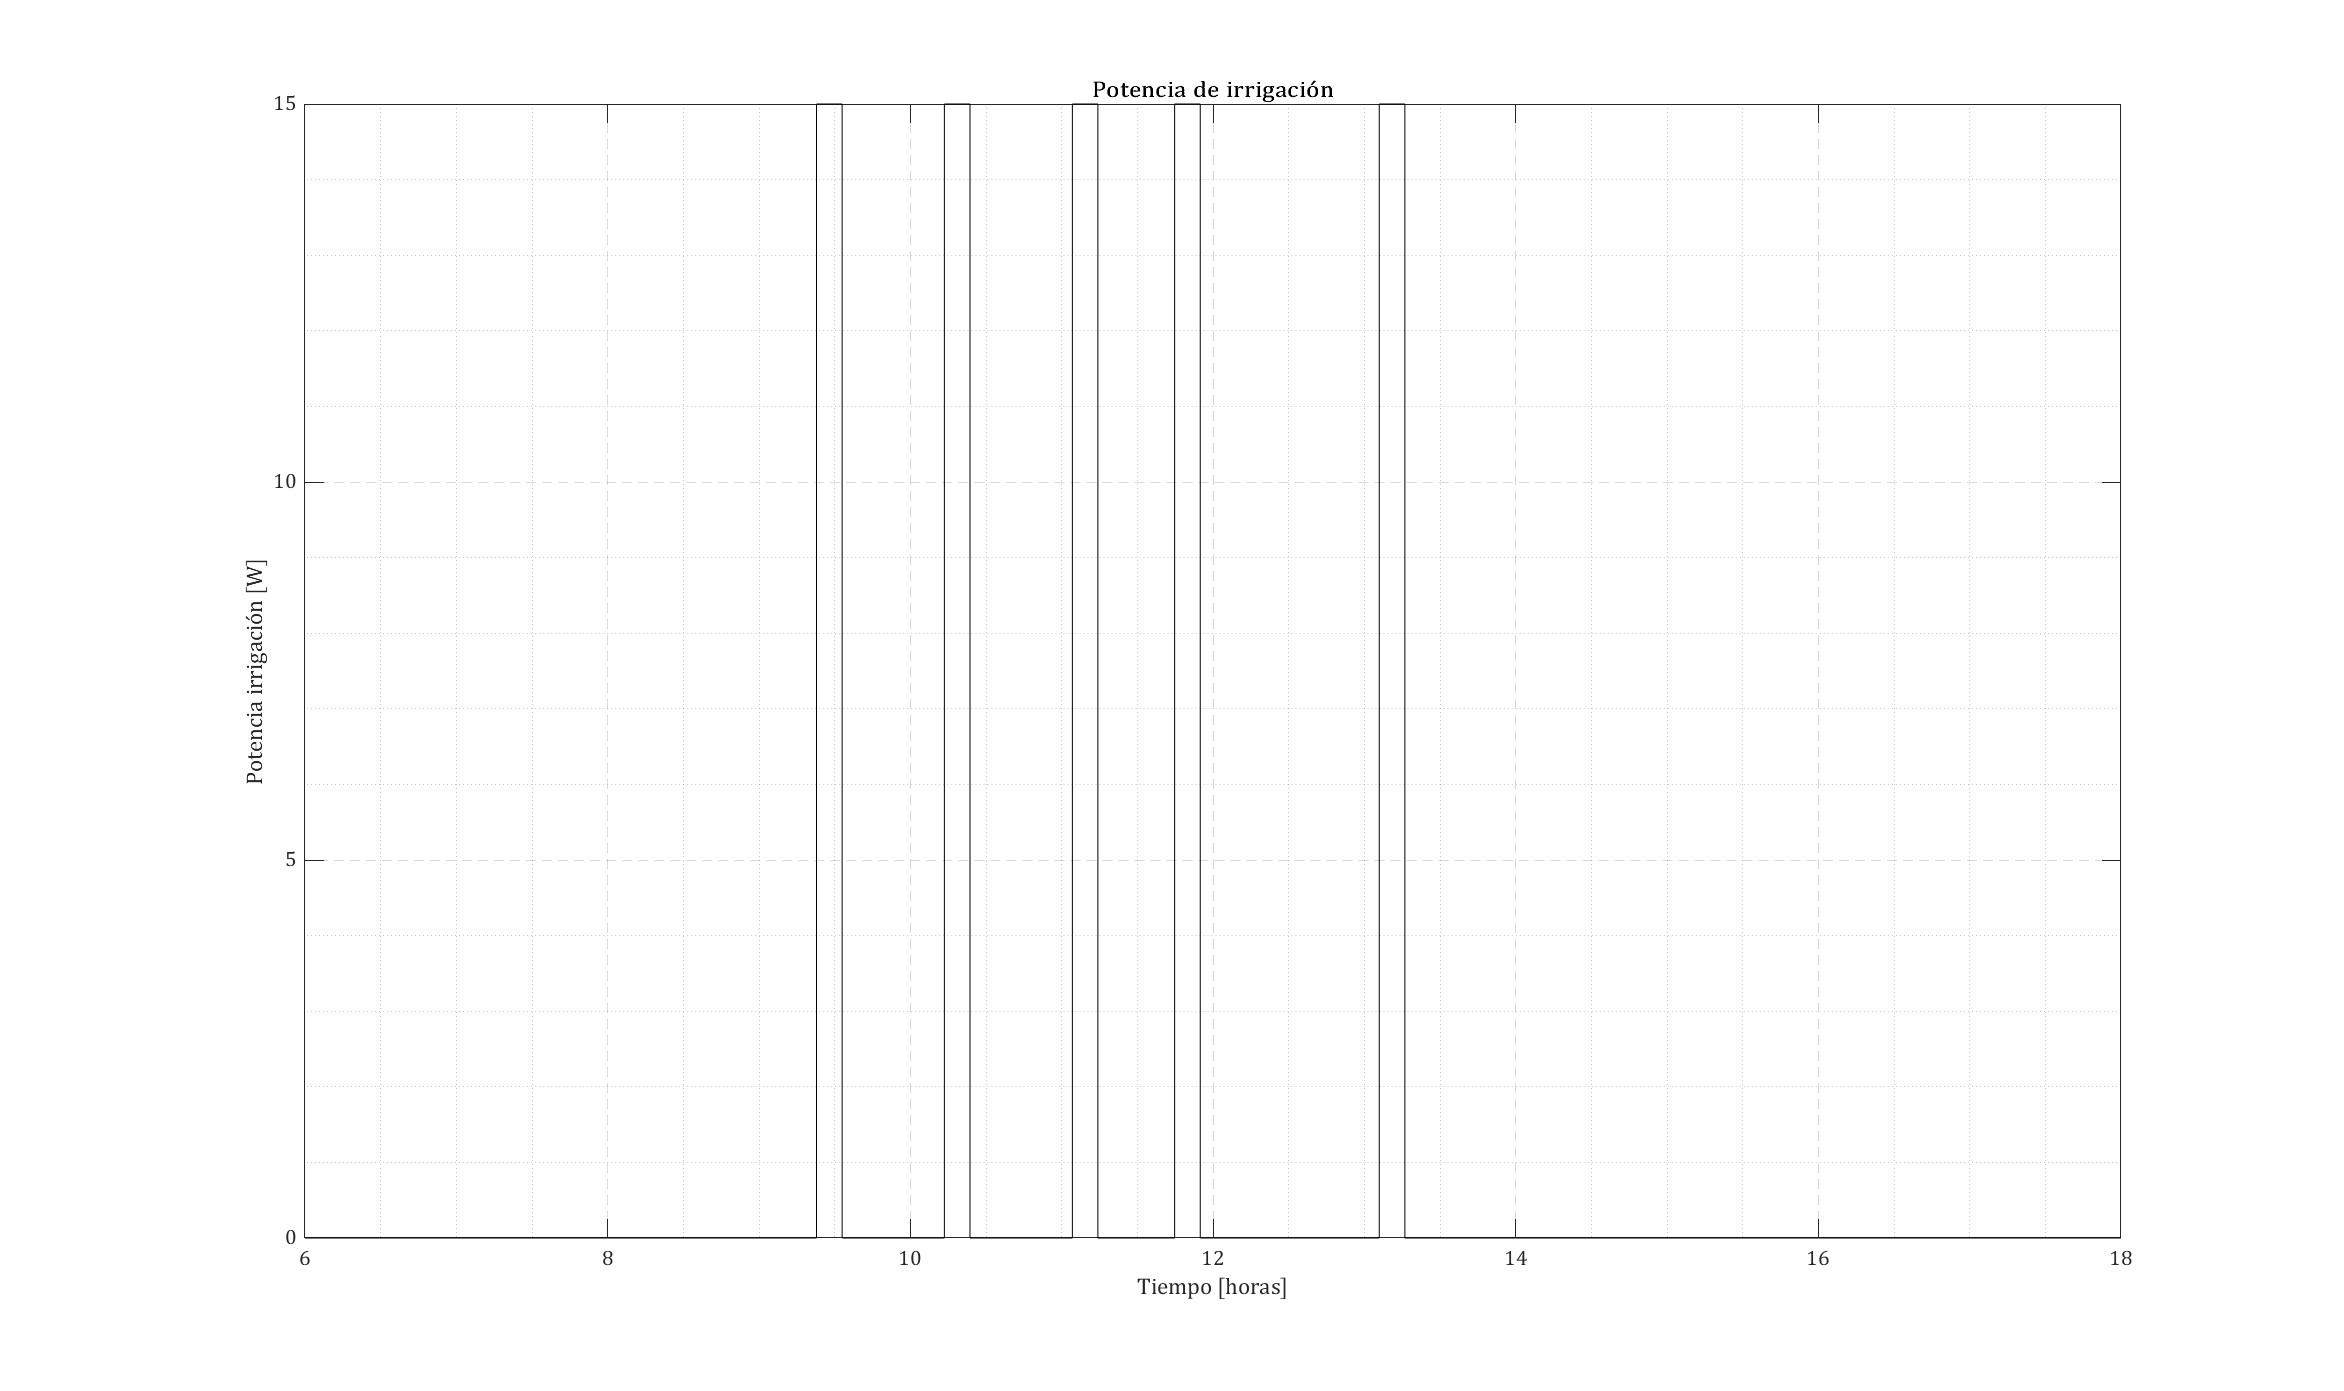 Potencia de irrigación
15
10
5
0
Potencia irrigación [W]
6 8 10 12 14 16 18
Tiempo [horas]